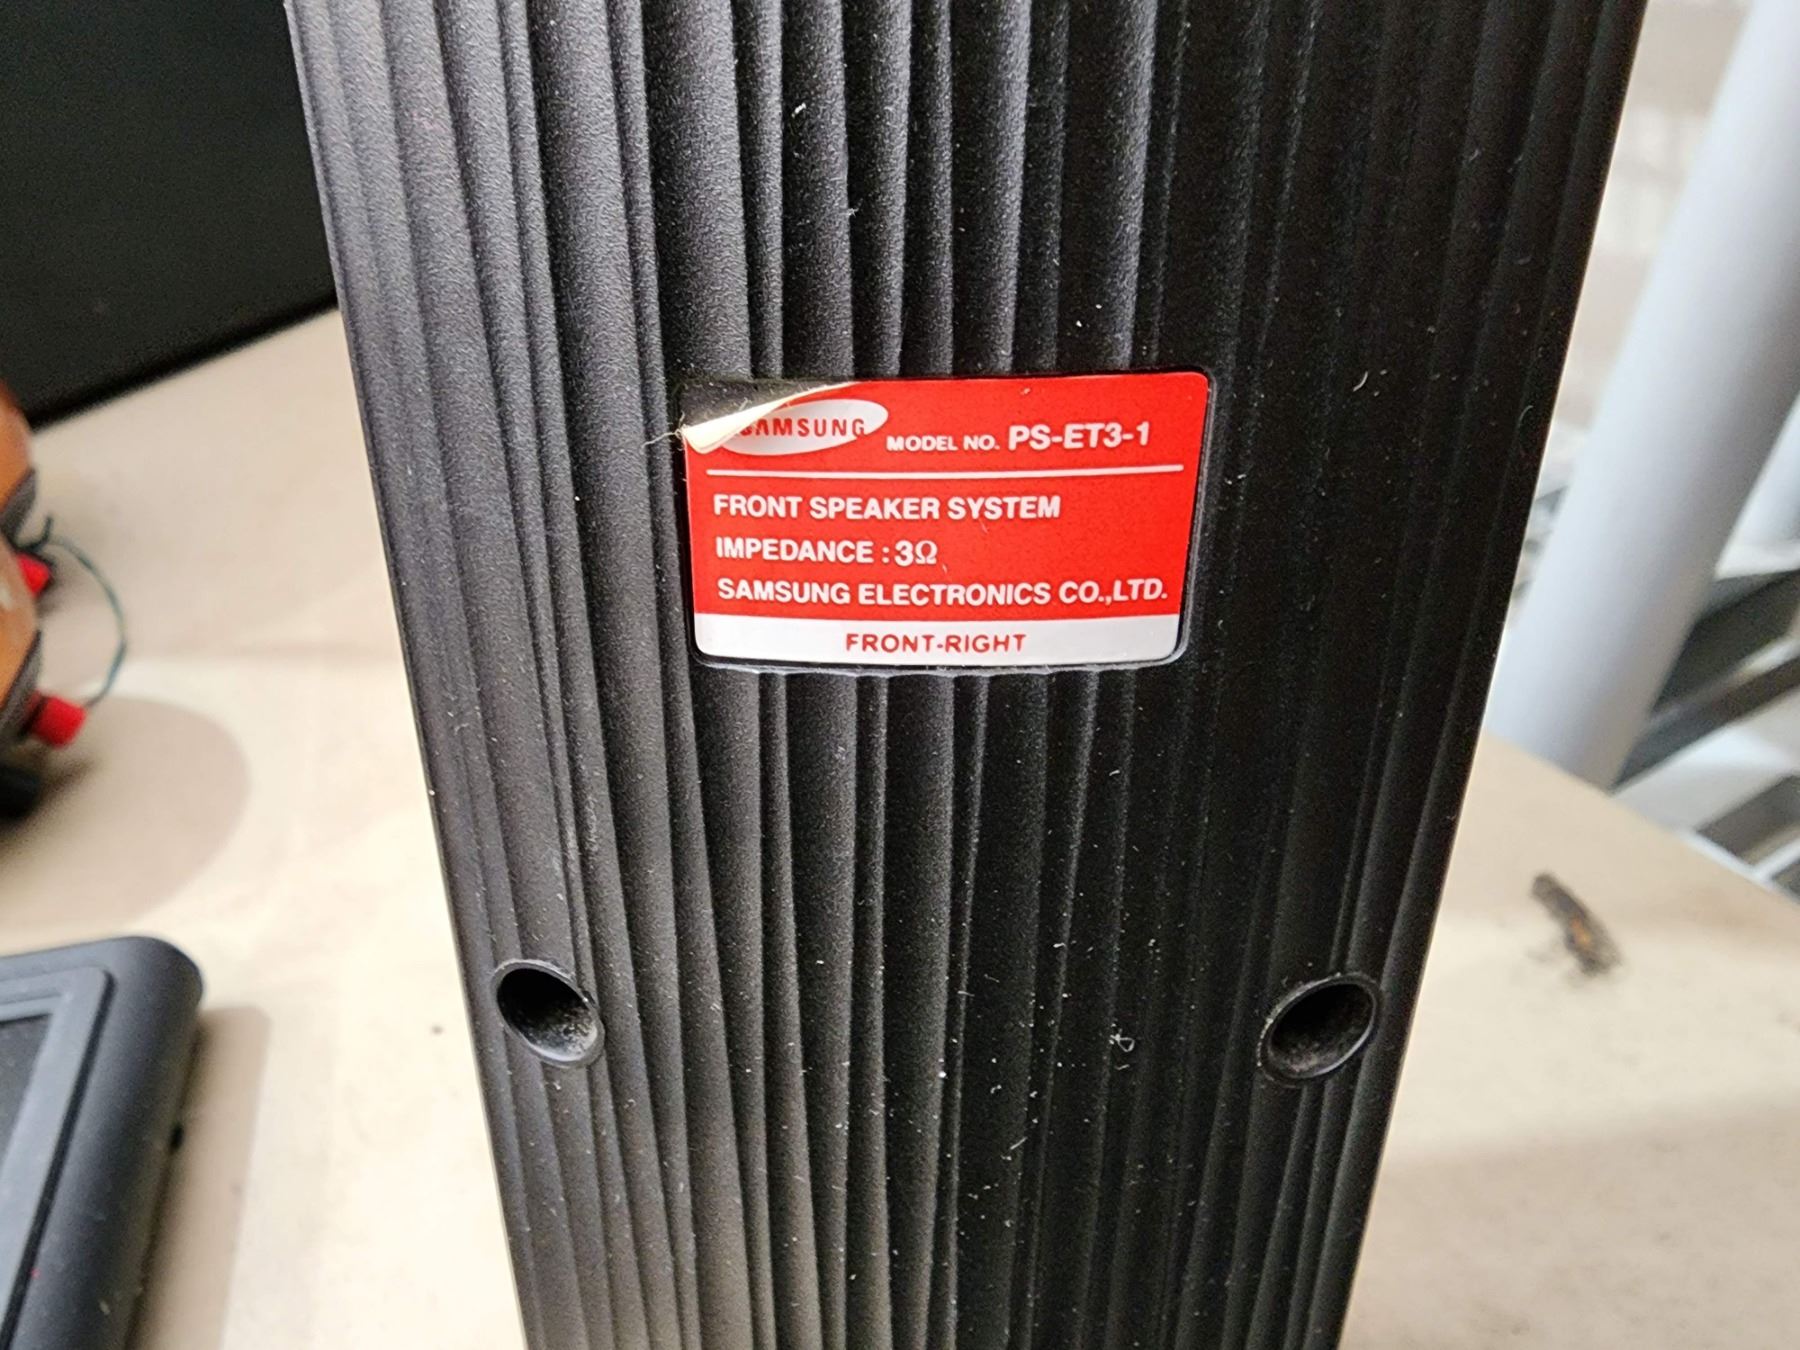 SAMSUNG MODEL NO. PS-ET3-1
FRONT SPEAKER SYSTEM
IMPEDANCE : 3Ω
SAMSUNG ELECTRONICS CO.,LTD.
FRONT-RIGHT